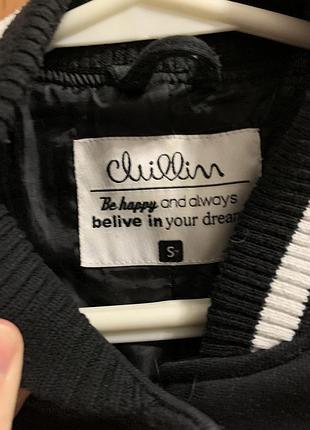 chillin
Be happy and always
belive in your dream
S